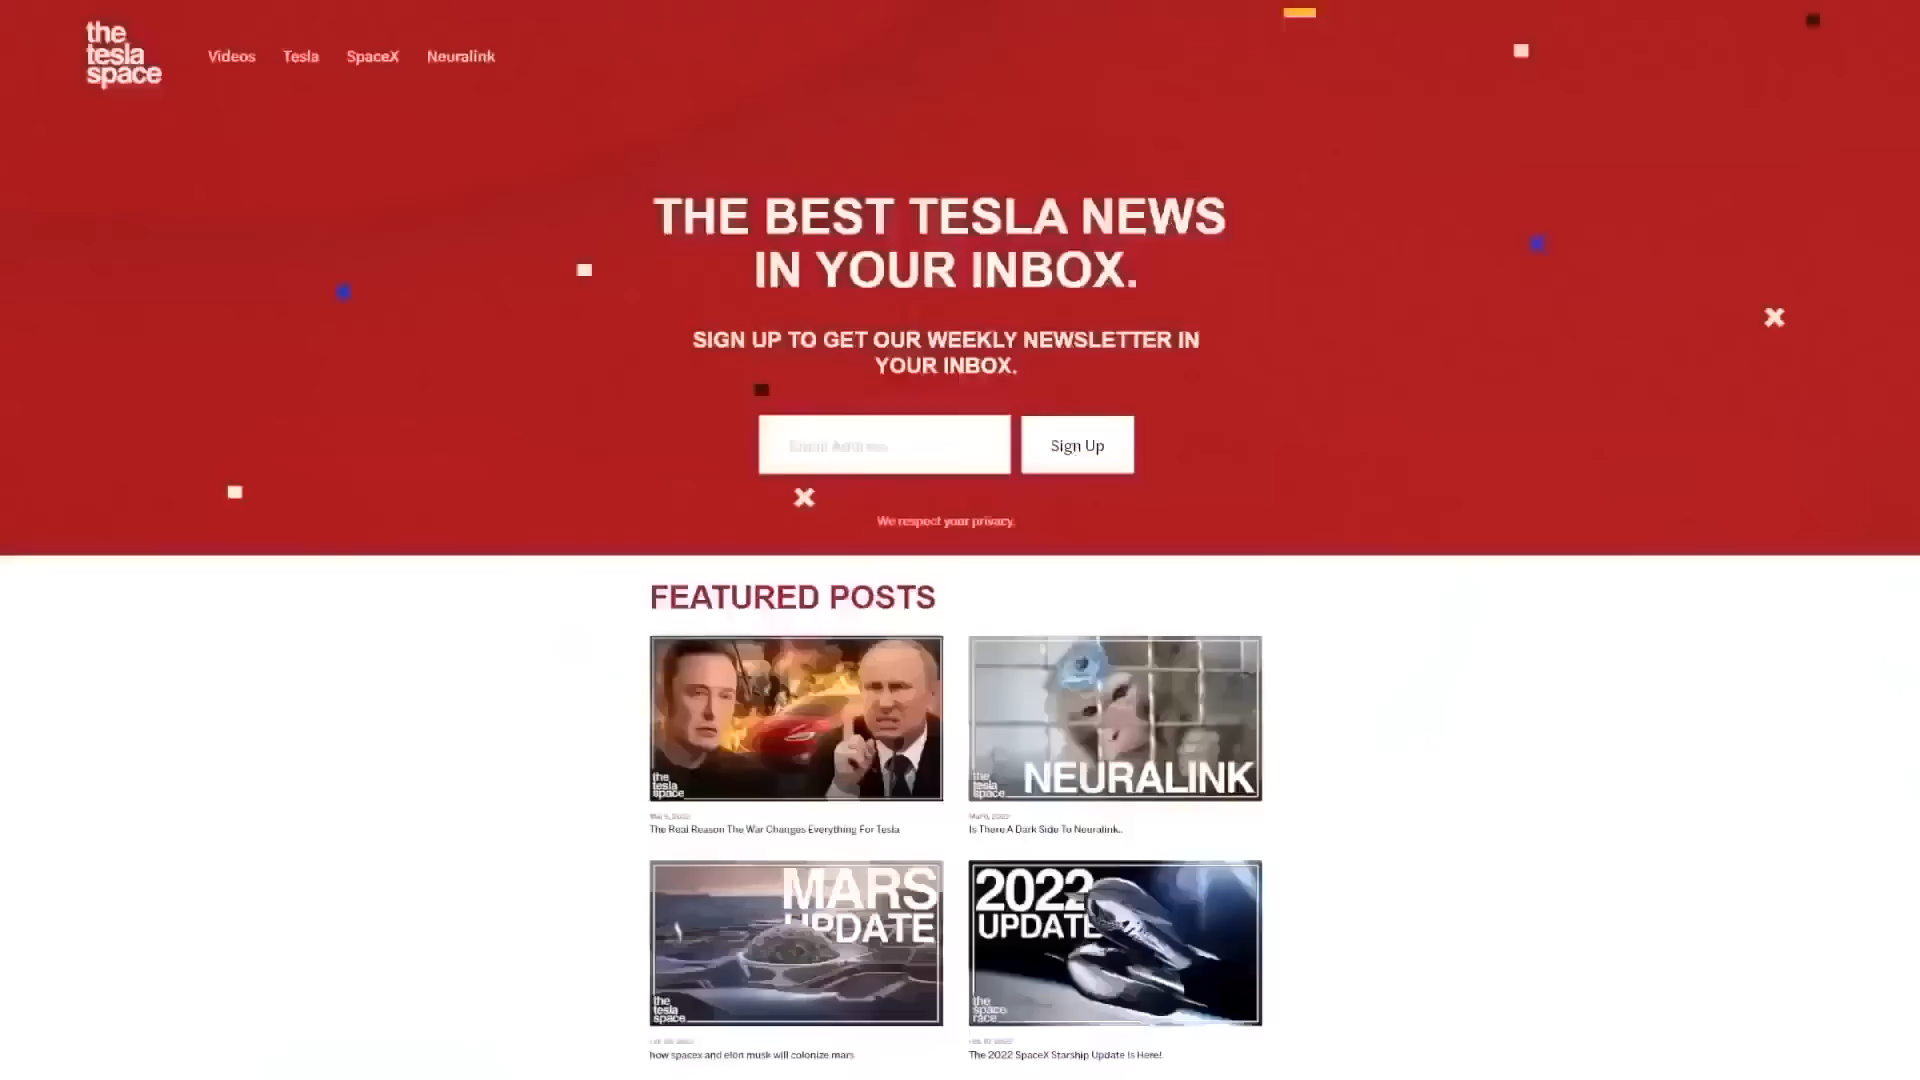 the
tesla
space
Videos Tesla SpaceX Neuralink
THE BEST TESLA NEWS
IN YOUR INBOX.
SIGN UP TO GET OUR WEEKLY NEWSLETTER IN
YOUR INBOX.
Email Address
Sign Up
We respect your privacy.
FEATURED POSTS
the
tesla
space
the
tesla
space
NEURALINK
The Real Reason The War Changes Everything For Tesla
Is There A Dark Side To Neuralink..
MARS
UPDATE
the
tesla
space
2022
UPDATE
the
space
race
how spacex and elon musk will colonize mars
The 2022 SpaceX Starship Update Is Here!